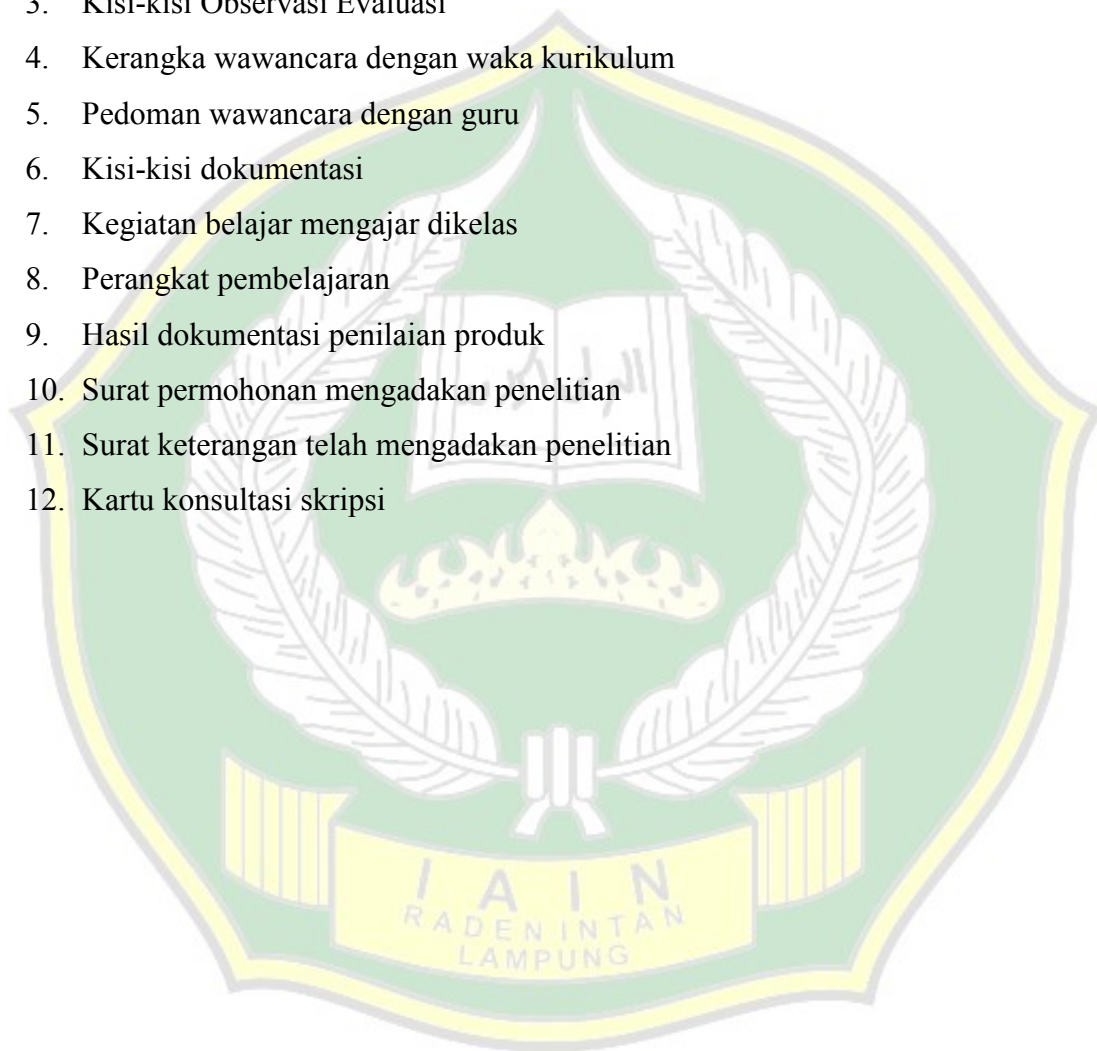 3. Kisi-kisi Observasi Evaluasi
4. Kerangka wawancara dengan waka kurikulum
5. Pedoman wawancara dengan guru
6. Kisi-kisi dokumentasi
7. Kegiatan belajar mengajar dikelas
8. Perangkat pembelajaran
9. Hasil dokumentasi penilaian produk
10. Surat permohonan mengadakan penelitian
11. Surat keterangan telah mengadakan penelitian
12. Kartu konsultasi skripsi
IAIN
RADEN INTAN
LAMPUNG